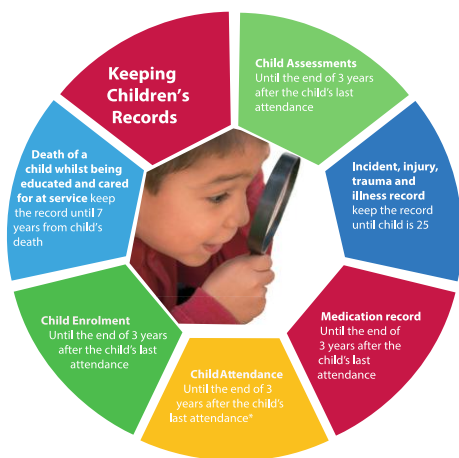 Keeping
Children's
Records
Child Assessments
Until the end of 3 years
after the child's last
attendance
Incident, injury,
trauma and
illness record
keep the record
until child is 25
Medication record
Until the end of
3 years after the
child's last
attendance
Child Attendance
Until the end of 3
years after the child's
last attendance*
Child Enrolment
Until the end of 3 years
after the child's last
attendance
Death of a
child whilst being
educated and cared
for at service keep
the record until 7
years from child's
death